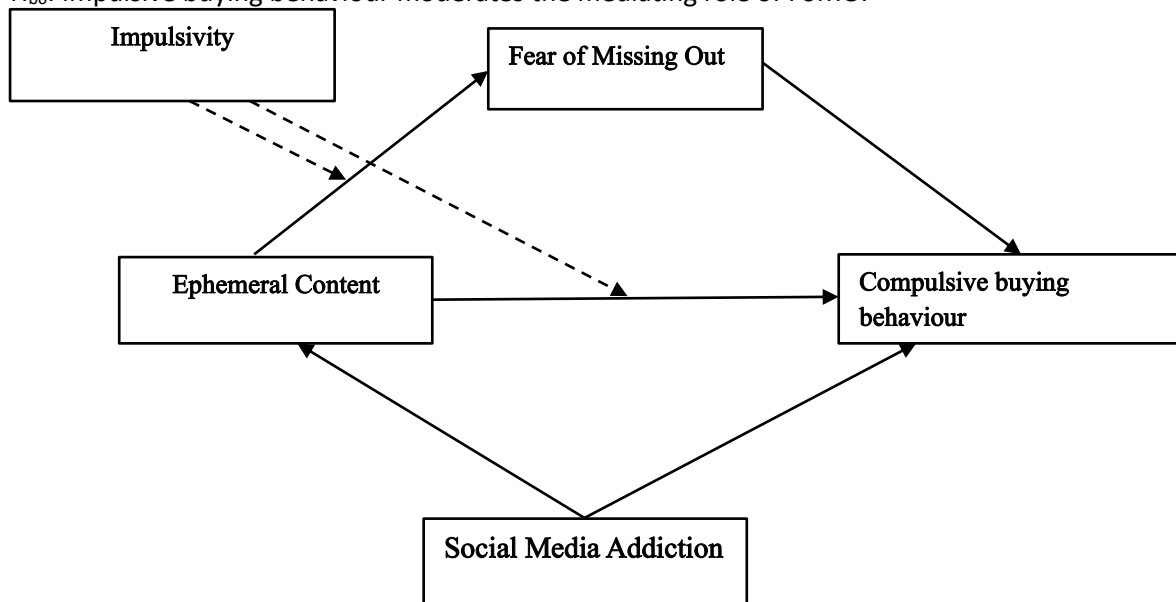 Impulsive buying behaviour moderates the mediating role of FOMO.
Impulsivity
Fear of Missing Out
Ephemeral Content
Compulsive buying
behaviour
Social Media Addiction